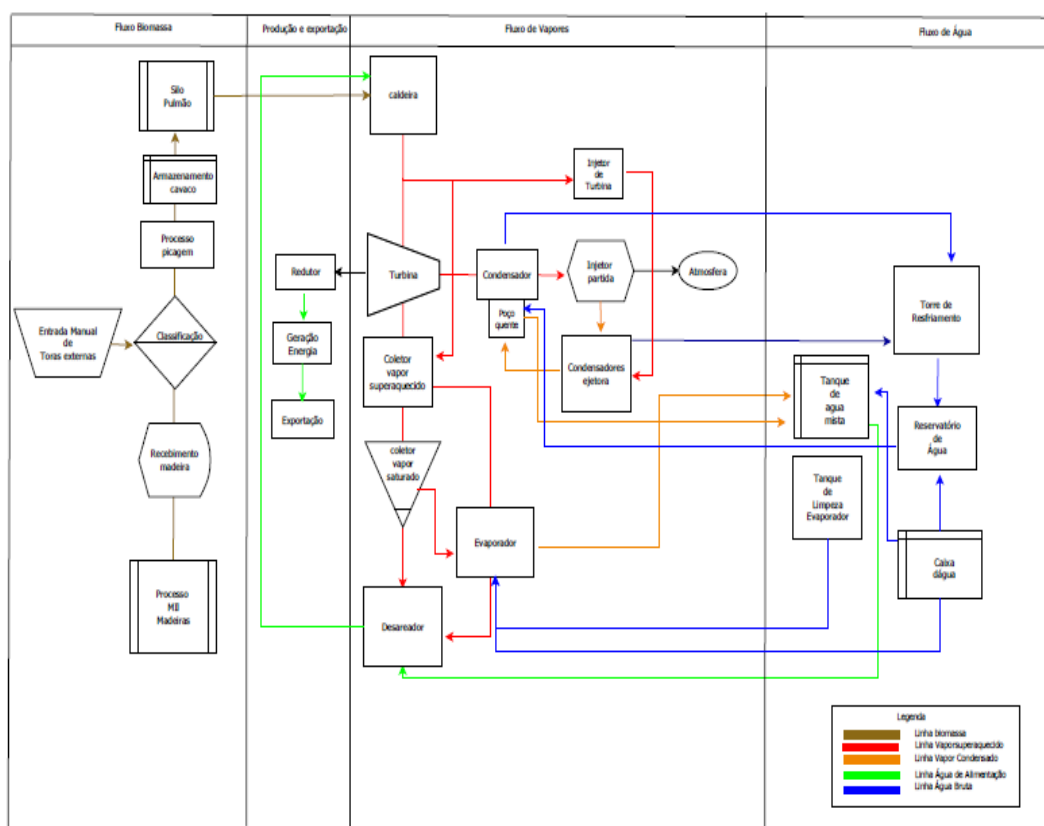 Fluxo Biomassa
Produção e exportação
Fluxo de Vapores
Fluxo de Água
Silo
Pulmão
Armazenamento
cavaco
Processo
picagem
Classificação
Entrada Manual
de
Toras externas
Recebimento
madeira
Processo
MII
Madeiras
Redutor
Geração
Energia
Exportação
caldeira
Injetor
de
Turbina
Turbina
Condensador
Poço
quente
Injetor
partida
Atmosfera
Coletor
vapor
superaquecido
Condensadores
ejetora
coletor
vapor
saturado
Evaporador
Desareador
Torre de
Resfriamento
Tanque
de
agua
mista
Reservatório
de
Água
Tanque
de
Limpeza
Evaporador
Caixa
dágua
Legenda
Linha biomassa
Linha Vaporsuperaquecido
Linha Vapor Condensado
Linha Água de Alimentação
Linha Água Bruta